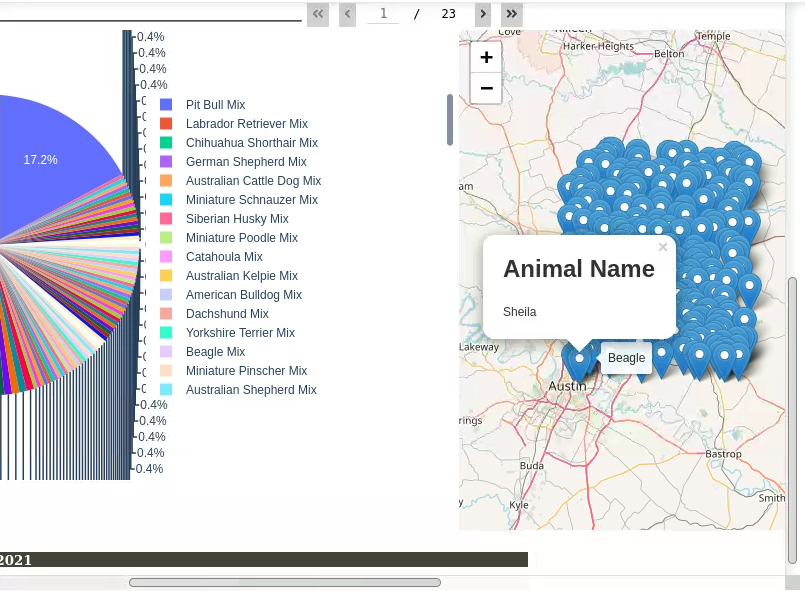 «
‹
1 / 23
›
»
0.4%
0.4%
0.4%
0.4%
17.2%
Pit Bull Mix
Labrador Retriever Mix
Chihuahua Shorthair Mix
German Shepherd Mix
Australian Cattle Dog Mix
Miniature Schnauzer Mix
Siberian Husky Mix
Miniature Poodle Mix
Catahoula Mix
Australian Kelpie Mix
American Bulldog Mix
Dachshund Mix
Yorkshire Terrier Mix
Beagle Mix
Miniature Pinscher Mix
Australian Shepherd Mix
0.4%
0.4%
0.4%
0.4%
0.4%
+
−
Cove
Harker Heights
Temple
Belton
am
×
Animal Name
Sheila
Lakeway
Beagle
Austin
rings
Bastrop
Buda
Smith
Kyle
y
2021